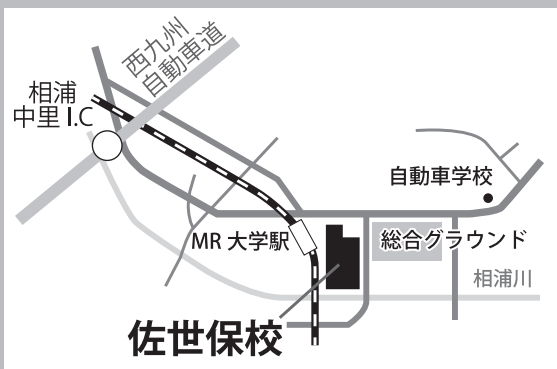 西九州
自動車道
相浦
中里 I.C
自動車学校
MR 大学駅
総合グラウンド
相浦川
佐世保校